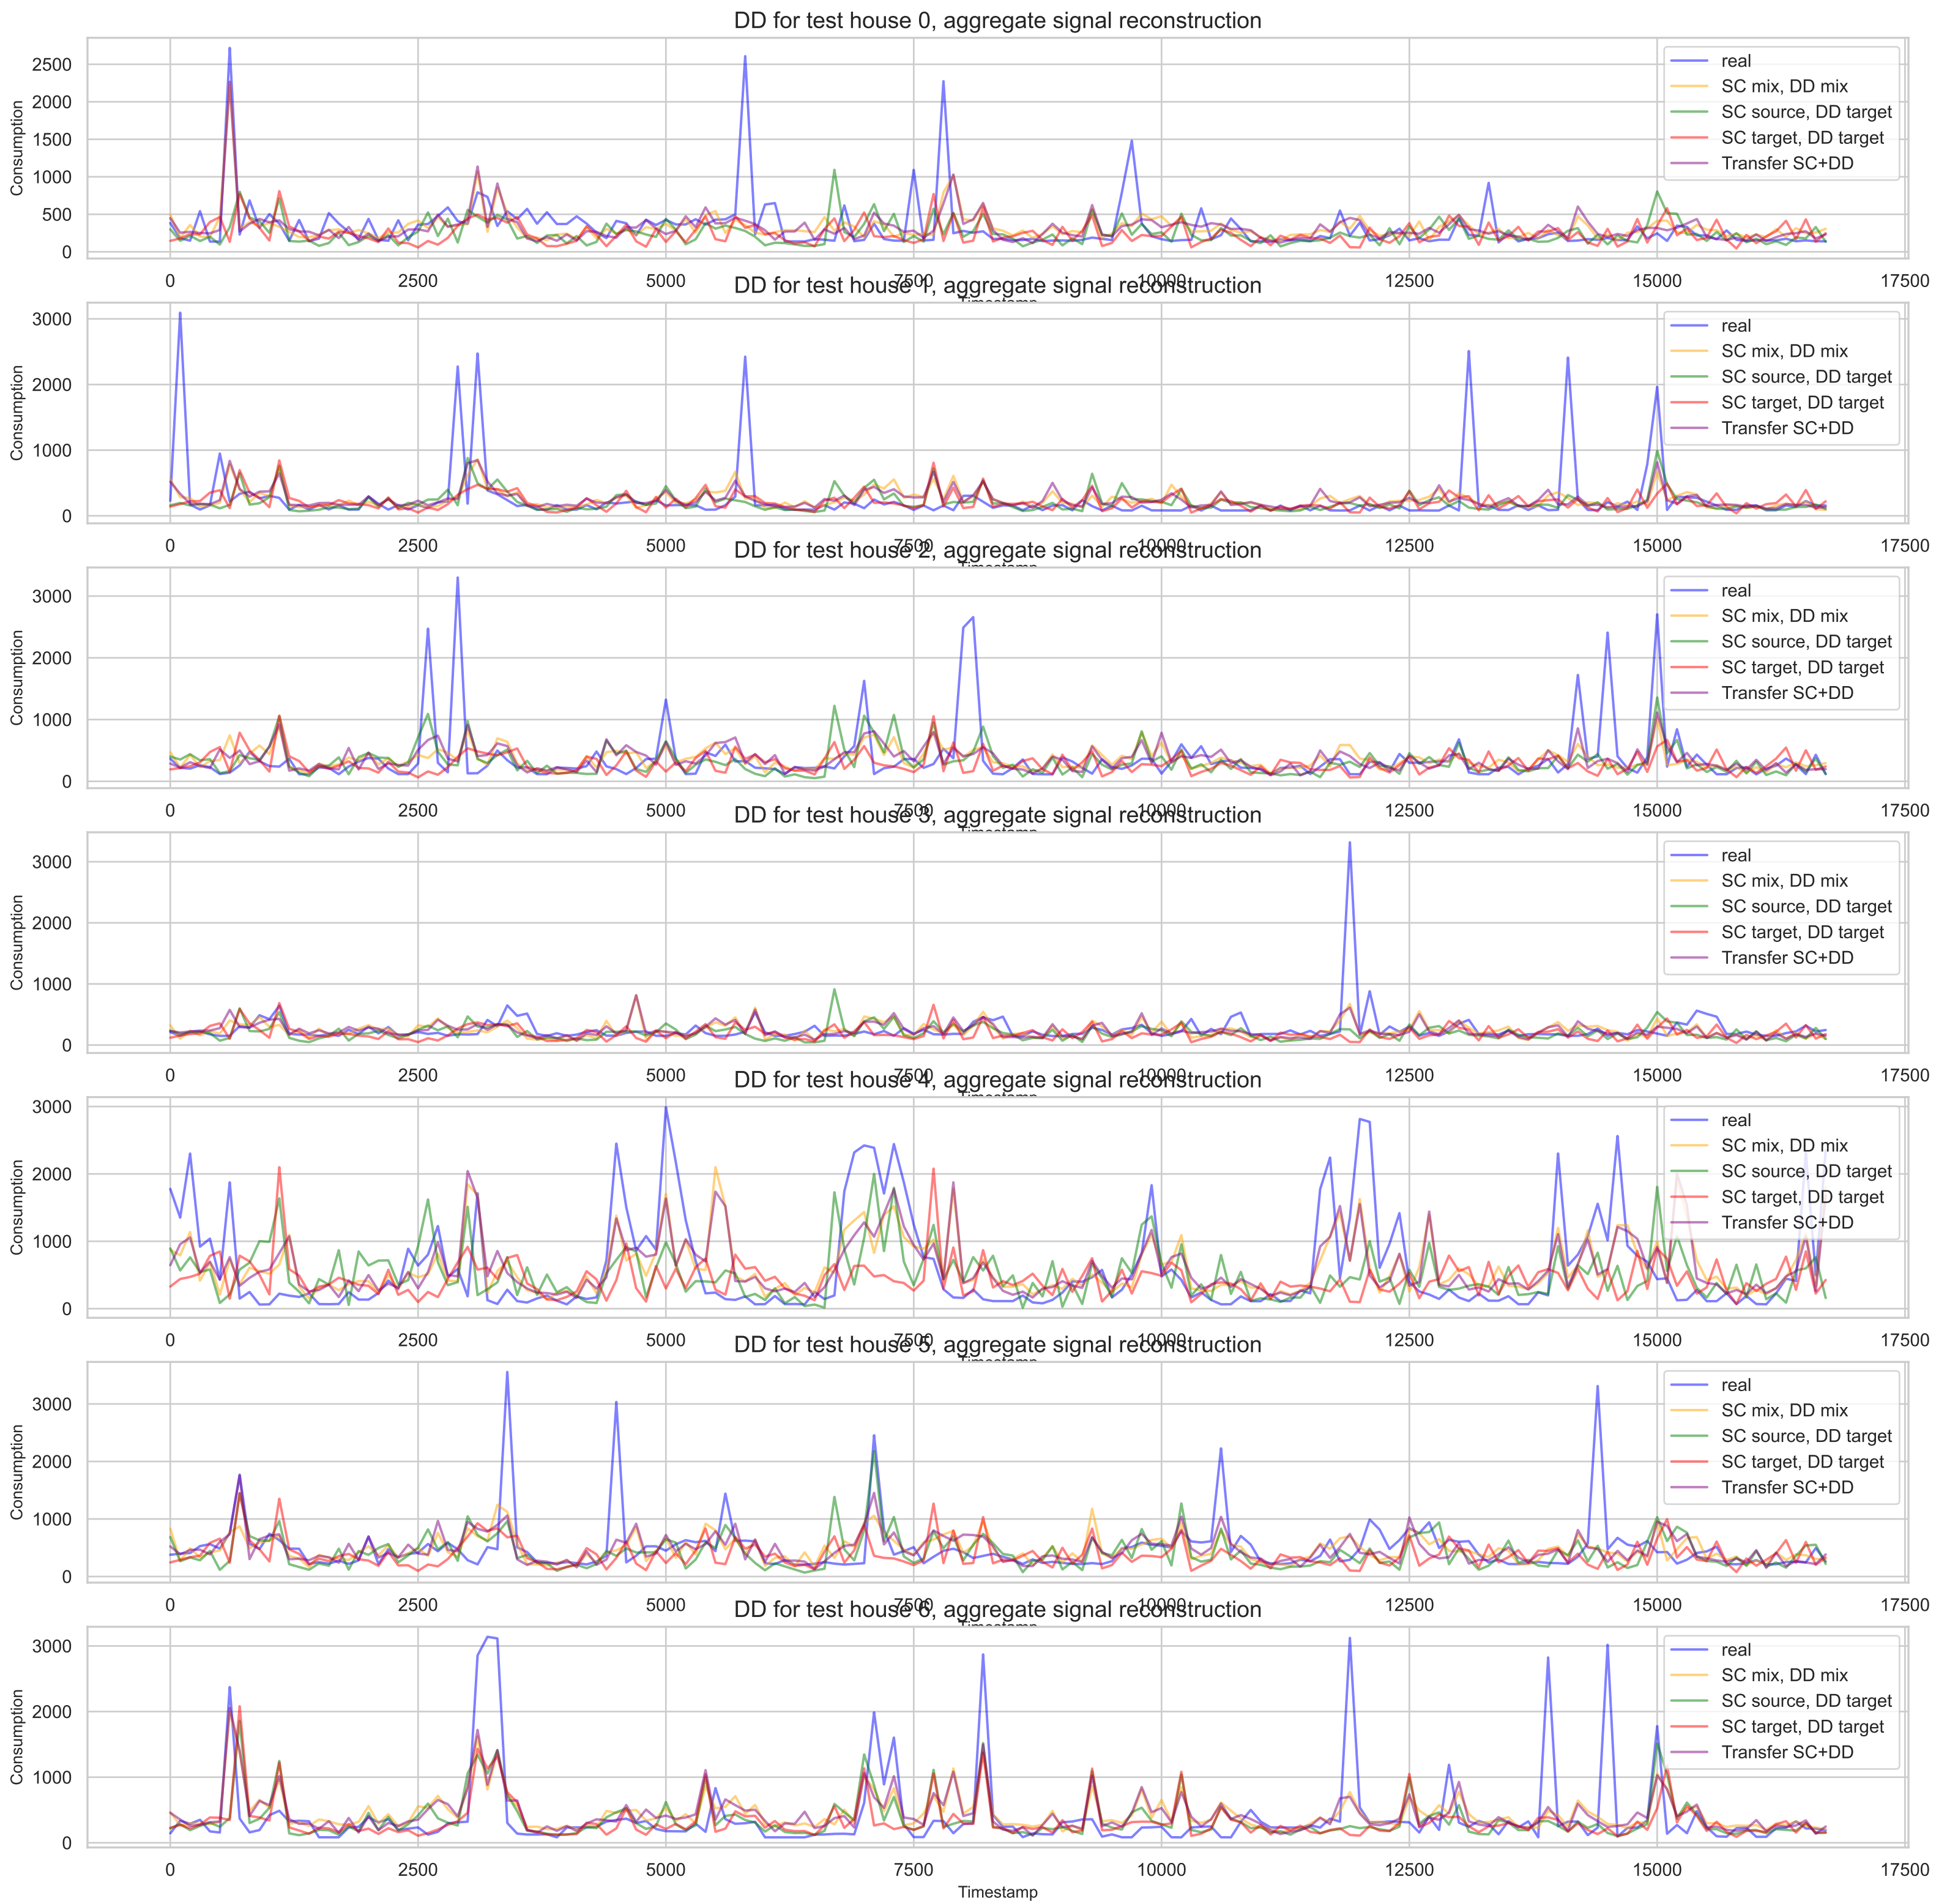 DD for test house 0, aggregate signal reconstruction
Consumption
2500
2000
1500
1000
500
0
real
SC mix, DD mix
SC source, DD target
SC target, DD target
Transfer SC+DD
0 2500 5000 7500 10000 12500 15000 17500
Timestamp
DD for test house 1, aggregate signal reconstruction
Consumption
3000
2000
1000
0
real
SC mix, DD mix
SC source, DD target
SC target, DD target
Transfer SC+DD
0 2500 5000 7500 10000 12500 15000 17500
Timestamp
DD for test house 2, aggregate signal reconstruction
Consumption
3000
2000
1000
0
real
SC mix, DD mix
SC source, DD target
SC target, DD target
Transfer SC+DD
0 2500 5000 7500 10000 12500 15000 17500
Timestamp
DD for test house 3, aggregate signal reconstruction
Consumption
3000
2000
1000
0
real
SC mix, DD mix
SC source, DD target
SC target, DD target
Transfer SC+DD
0 2500 5000 7500 10000 12500 15000 17500
Timestamp
DD for test house 4, aggregate signal reconstruction
Consumption
3000
2000
1000
0
real
SC mix, DD mix
SC source, DD target
SC target, DD target
Transfer SC+DD
0 2500 5000 7500 10000 12500 15000 17500
Timestamp
DD for test house 5, aggregate signal reconstruction
Consumption
3000
2000
1000
0
real
SC mix, DD mix
SC source, DD target
SC target, DD target
Transfer SC+DD
0 2500 5000 7500 10000 12500 15000 17500
Timestamp
DD for test house 6, aggregate signal reconstruction
Consumption
3000
2000
1000
0
real
SC mix, DD mix
SC source, DD target
SC target, DD target
Transfer SC+DD
0 2500 5000 7500 10000 12500 15000 17500
Timestamp